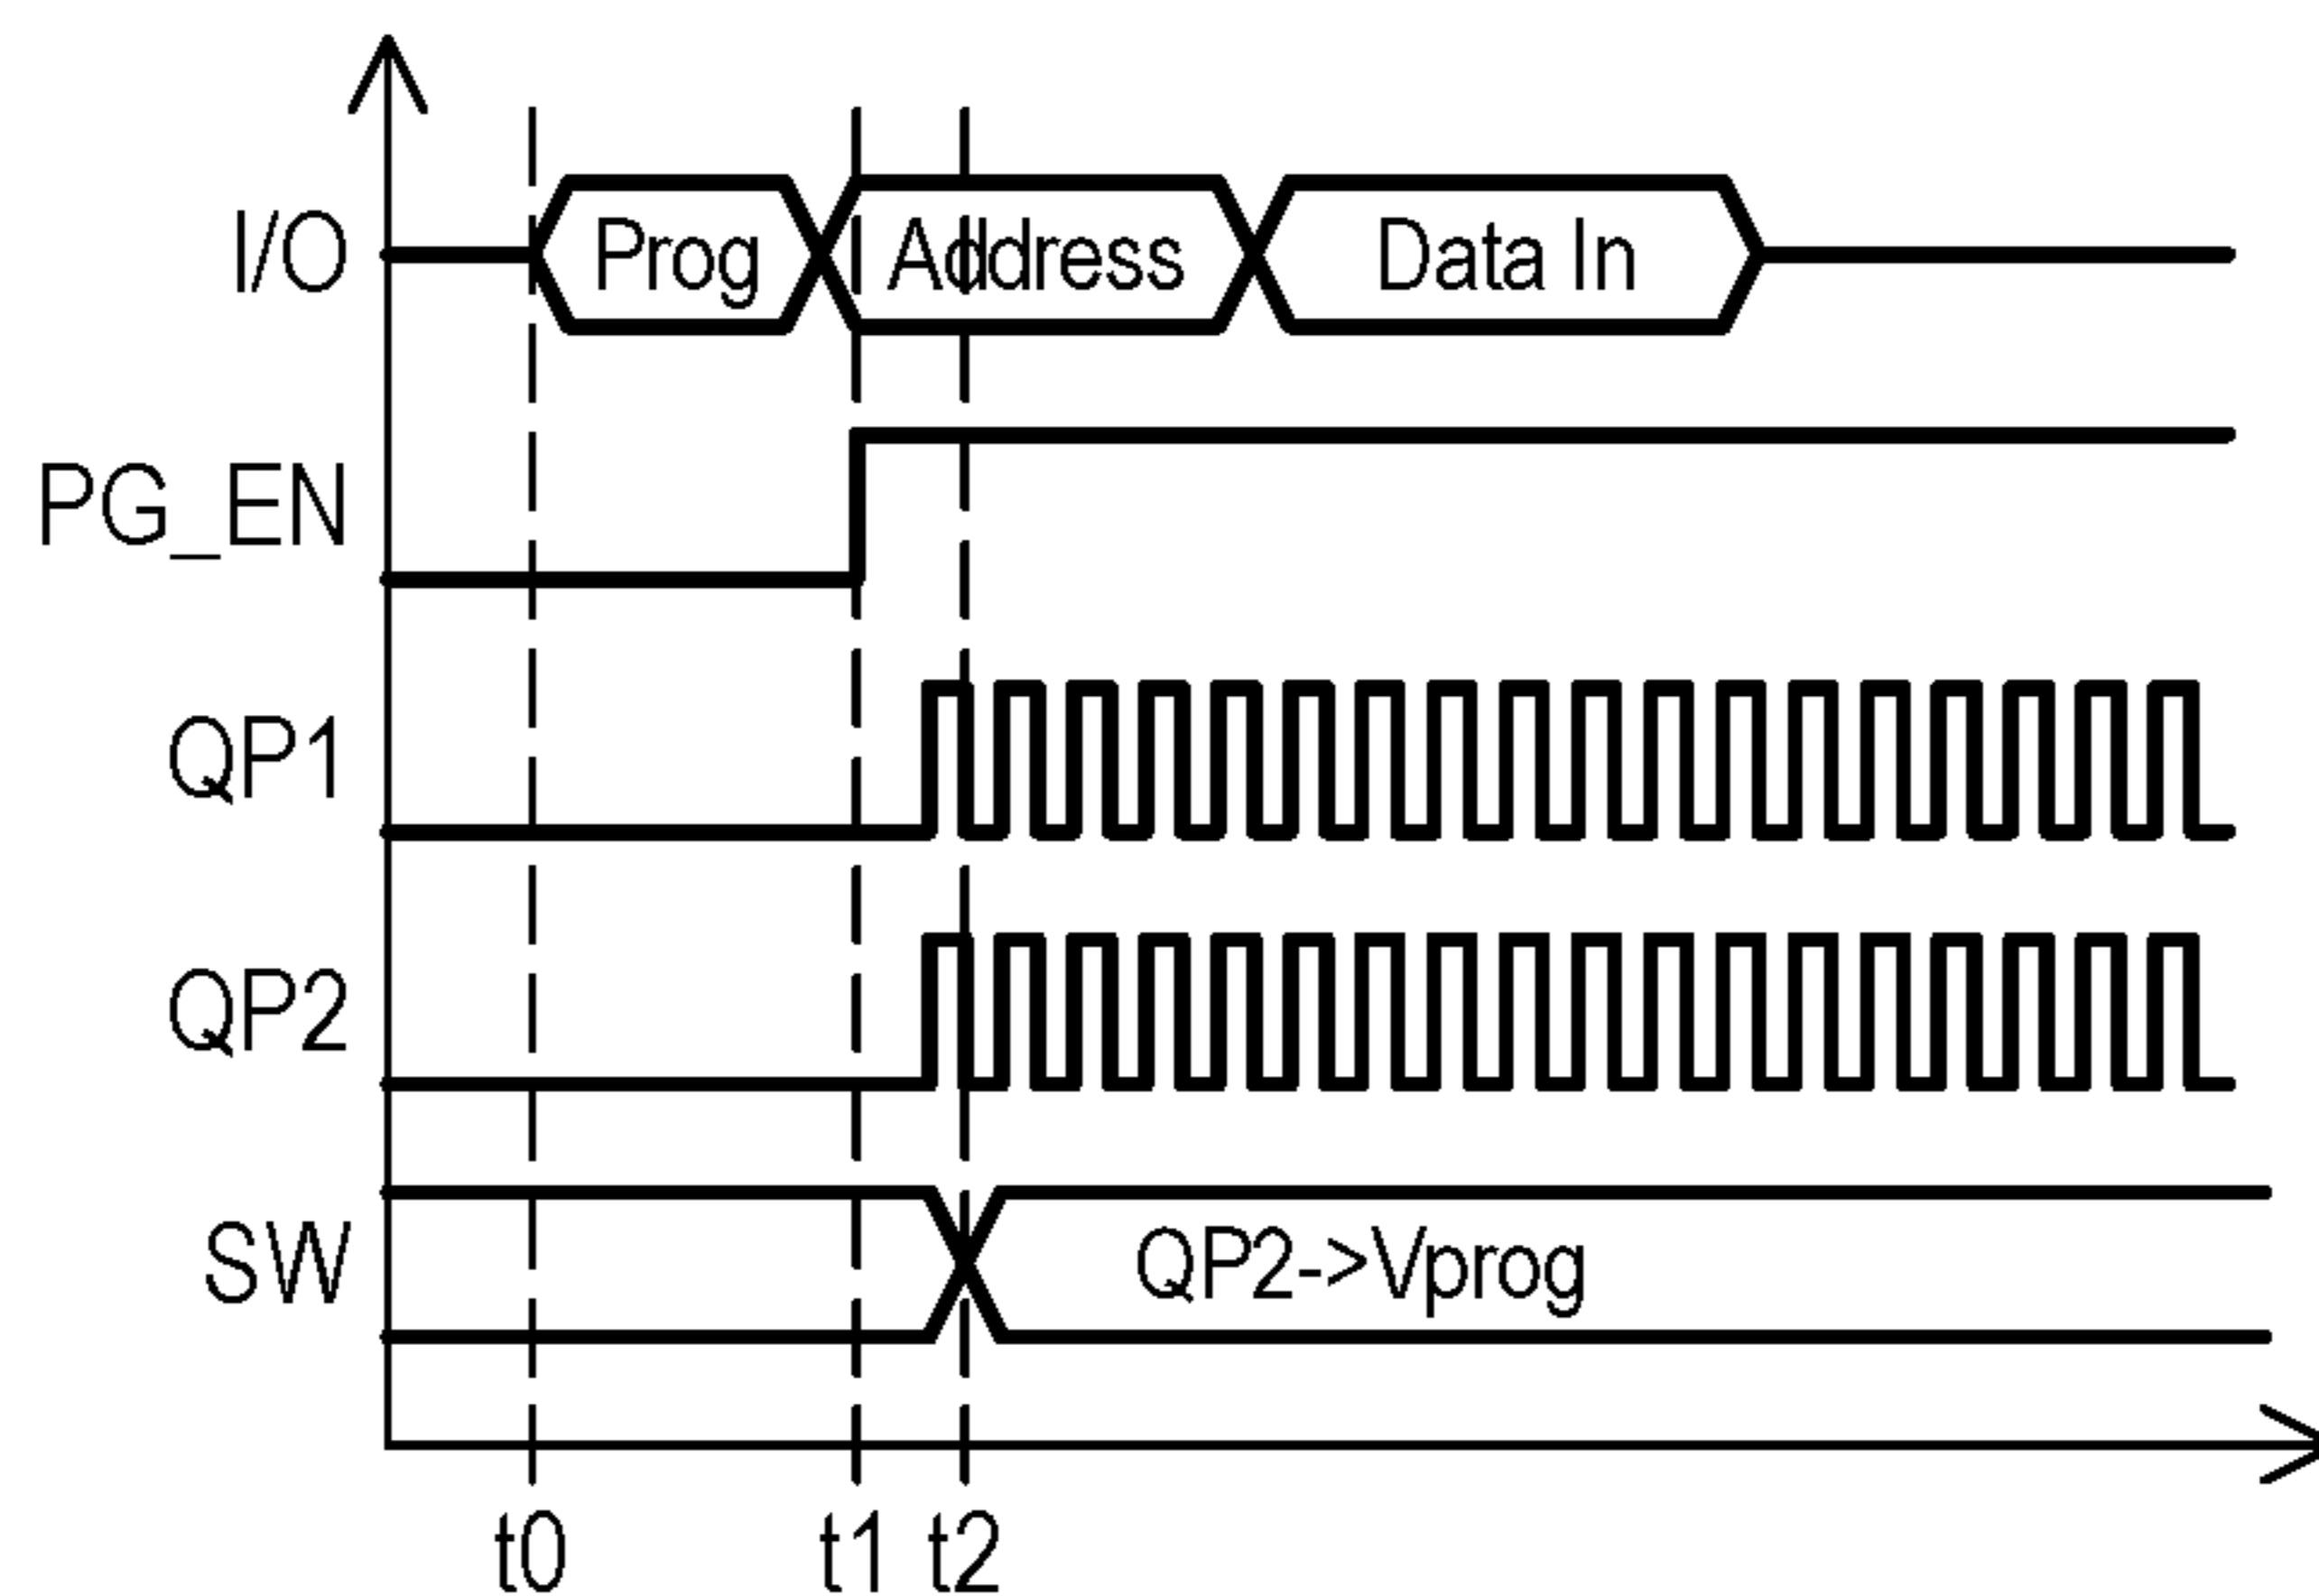 I/O Prog Address Data In
PG_EN
QP1
QP2
SW QP2->Vprog
t0 t1 t2